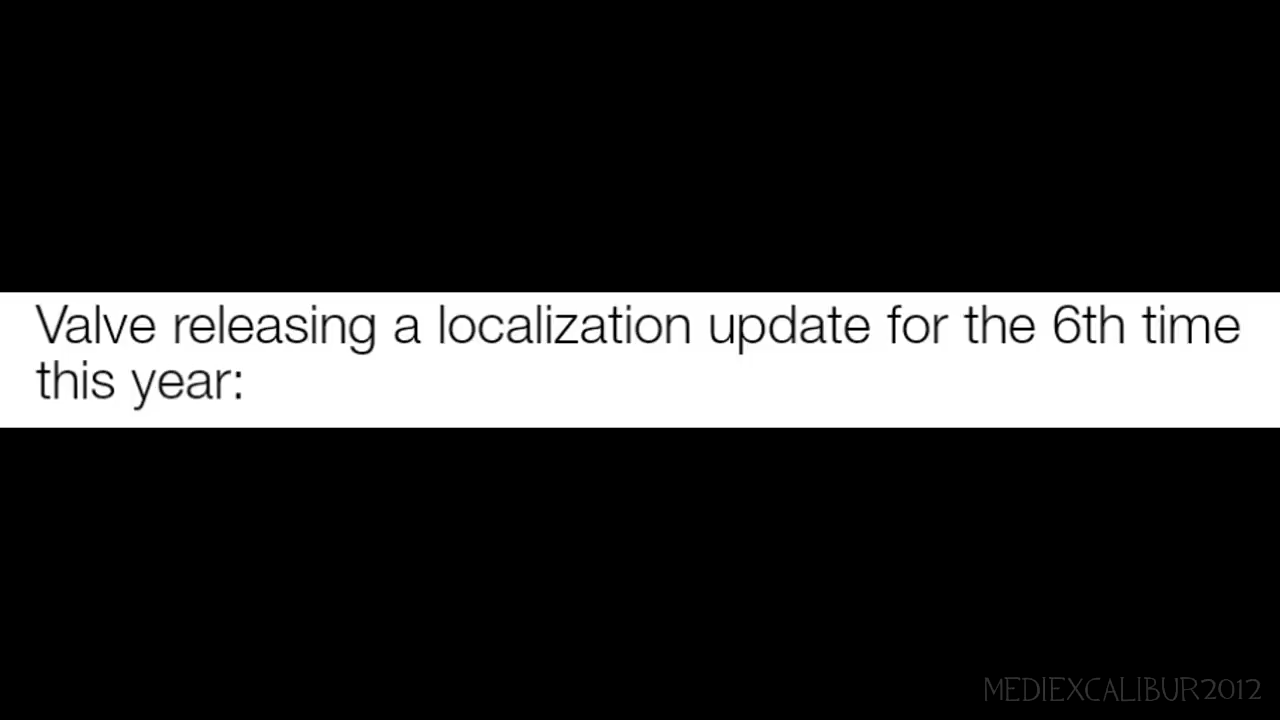 Valve releasing a localization update for the 6th time
this year:
MEDIEXCALIBUR2012